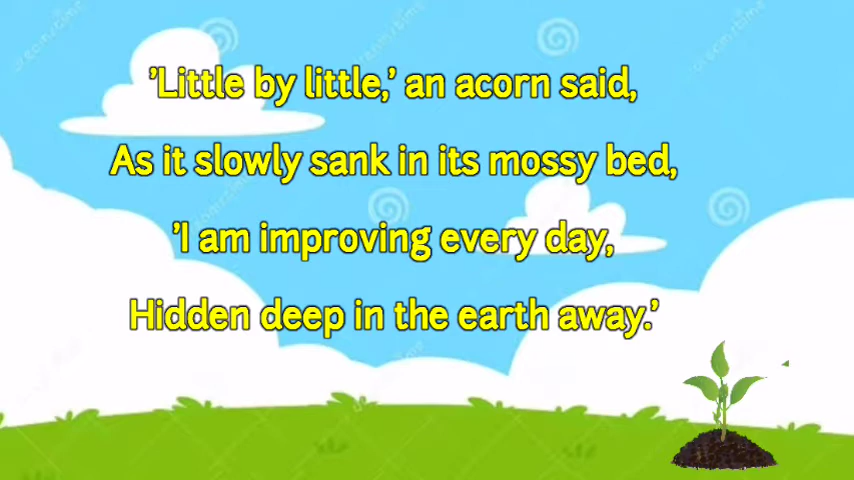 ’Little by little,’ an acorn said,
As it slowly sank in its mossy bed,
’I am improving every day,
Hidden deep in the earth away.’